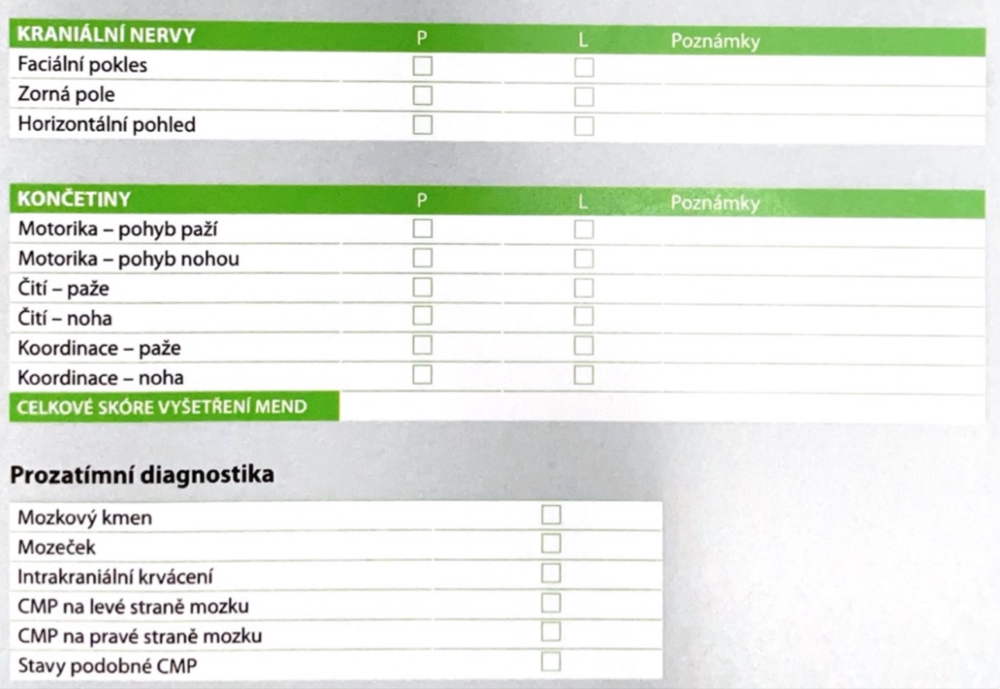 KRANIÁLNÍ NERVY P L Poznámky
Faciální pokles
Zorná pole
Horizontální pohled
KONČETINY P L Poznámky
Motorika – pohyb paží
Motorika – pohyb nohou
Čití – paže
Čití – noha
Koordinace – paže
Koordinace – noha
CELKOVÉ SKÓRE VYŠETŘENÍ MEND
Prozatímní diagnostika
Mozkový kmen
Mozeček
Intrakraniální krvácení
CMP na levé straně mozku
CMP na pravé straně mozku
Stavy podobné CMP